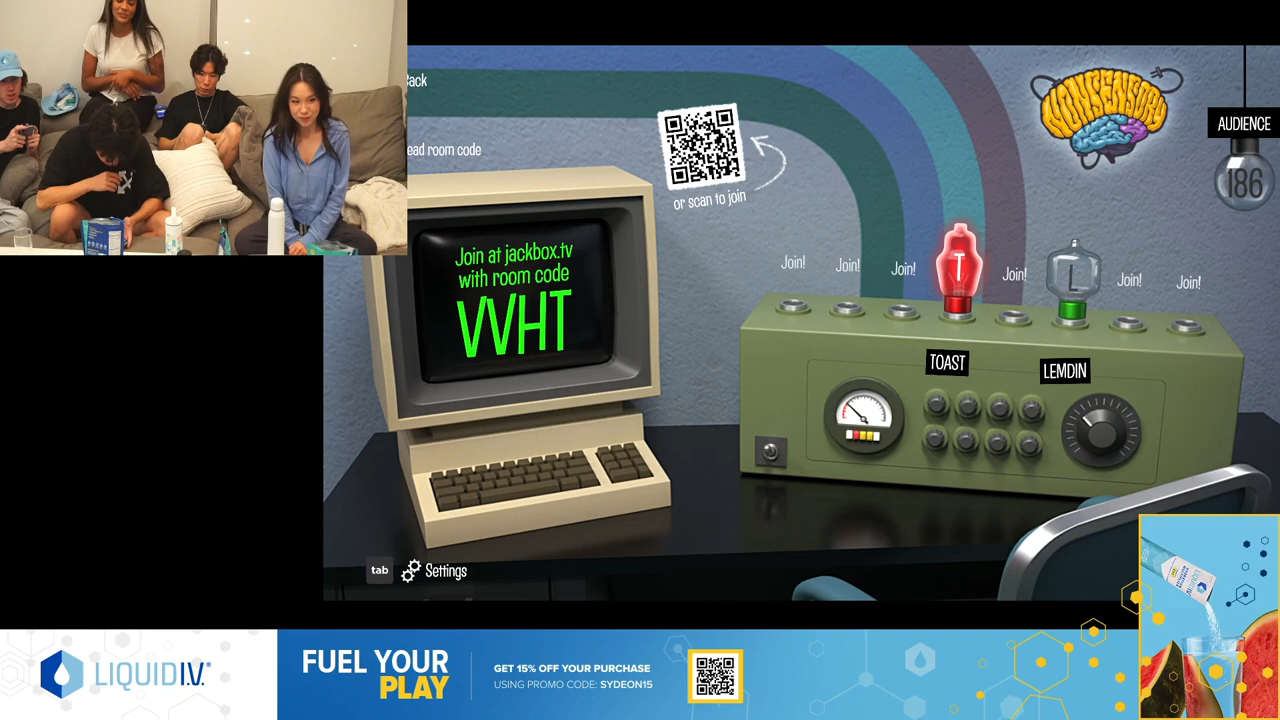 Back
ead room code
or scan to join
NONSENSORY
AUDIENCE
186
Join at jackbox.tv
with room code
VVHT
Join!
Join!
Join!
T
Join!
L
Join!
Join!
TOAST
LEMDIN
tab
Settings
LIQUID I.V.
FUEL YOUR
PLAY
GET 15% OFF YOUR PURCHASE
USING PROMO CODE: SYDEON15